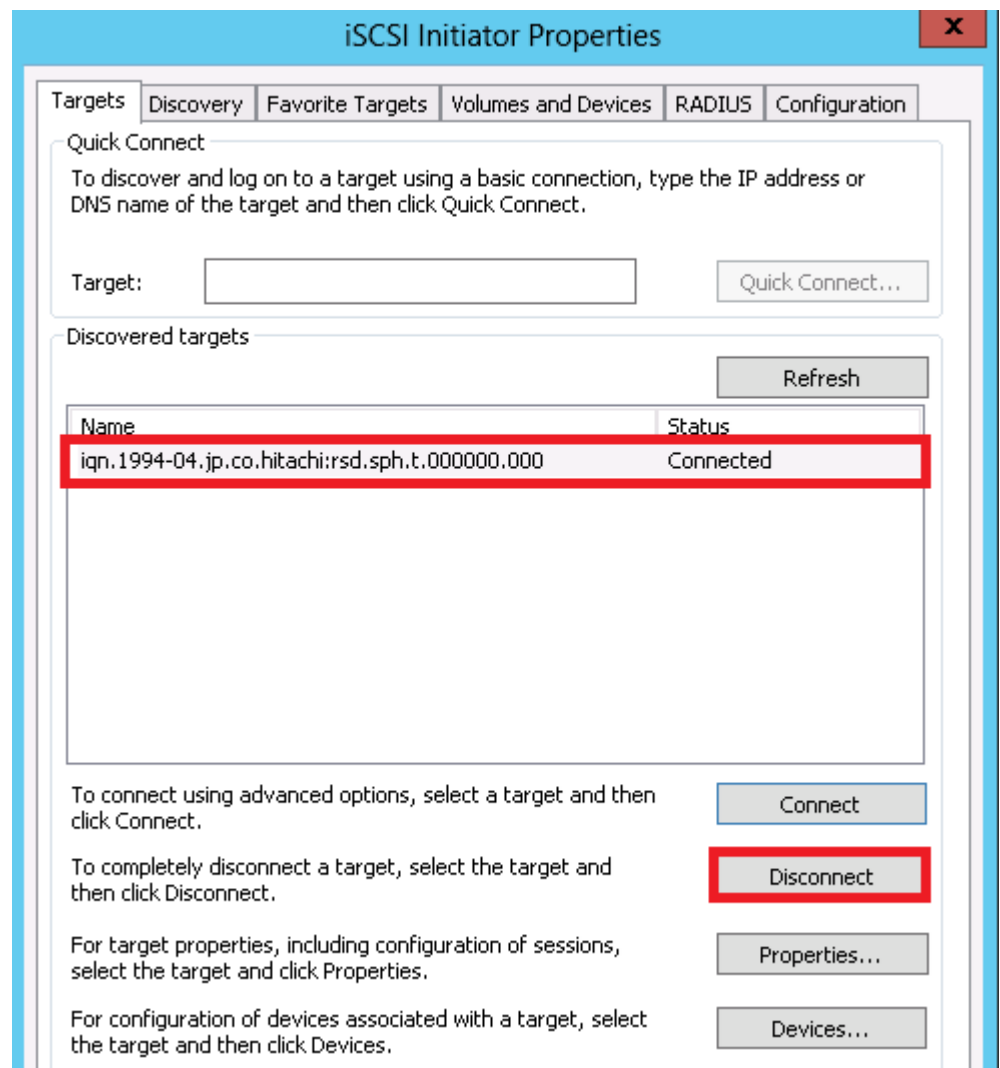 iSCSI Initiator Properties
x
Targets Discovery Favorite Targets Volumes and Devices RADIUS Configuration
Quick Connect
To discover and log on to a target using a basic connection, type the IP address or
DNS name of the target and then click Quick Connect.
Target:
Quick Connect...
Discovered targets
Refresh
Name Status
iqn.1994-04.jp.co.hitachi:rsd.sph.t.000000.000 Connected
To connect using advanced options, select a target and then
click Connect.
Connect
To completely disconnect a target, select the target and
then click Disconnect.
Disconnect
For target properties, including configuration of sessions,
select the target and click Properties.
Properties...
For configuration of devices associated with a target, select
the target and then click Devices.
Devices...